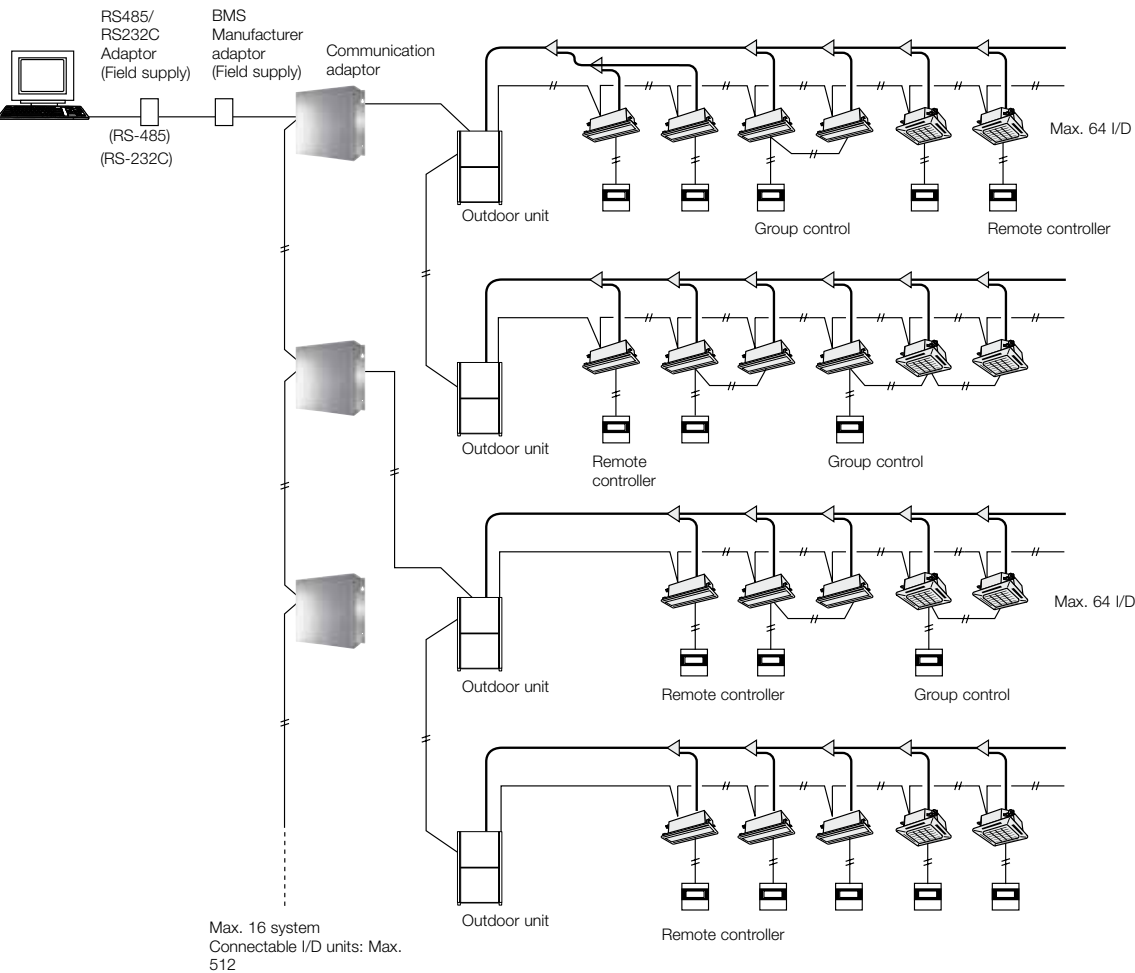 RS485/
RS232C
Adaptor
(Field supply)
BMS
Manufacturer
adaptor
(Field supply)
Communication
adaptor
(RS-485)
(RS-232C)
Max. 64 I/D
Outdoor unit
Group control
Remote controller
Outdoor unit
Remote
controller
Group control
Max. 64 I/D
Outdoor unit
Remote controller
Group control
Outdoor unit
Remote controller
Max. 16 system
Connectable I/D units: Max.
512